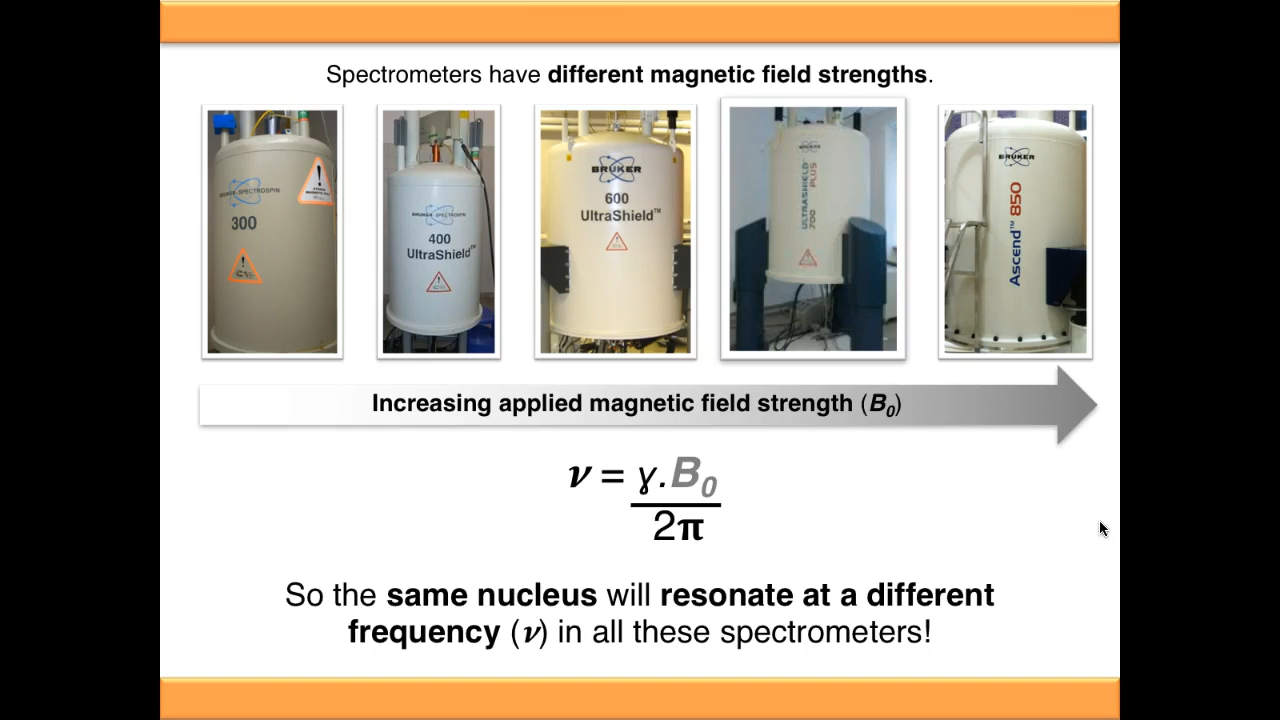 Spectrometers have different magnetic field strengths.
BRUKER-SPECTROSPIN
300
BRUKER-SPECTROSPIN
400
UltraShield™
BRUKER
600
UltraShield™
BRUKER
ULTRASHIELD PLUS
700
BRUKER
Ascend™ 850
Increasing applied magnetic field strength (B₀)
ν = γ.B₀
2π
So the same nucleus will resonate at a different
frequency (ν) in all these spectrometers!